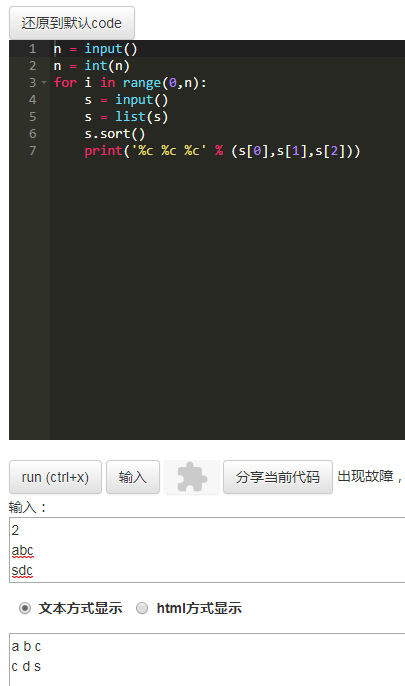 还原到默认code
1 n = input()
2 n = int(n)
3 for i in range(0,n):
4     s = input()
5     s = list(s)
6     s.sort()
7     print('%c %c %c' % (s[0],s[1],s[2]))
run (ctrl+x) 输入 分享当前代码 出现故障，
输入：
2
abc
sdc
文本方式显示 html方式显示
a b c
c d s